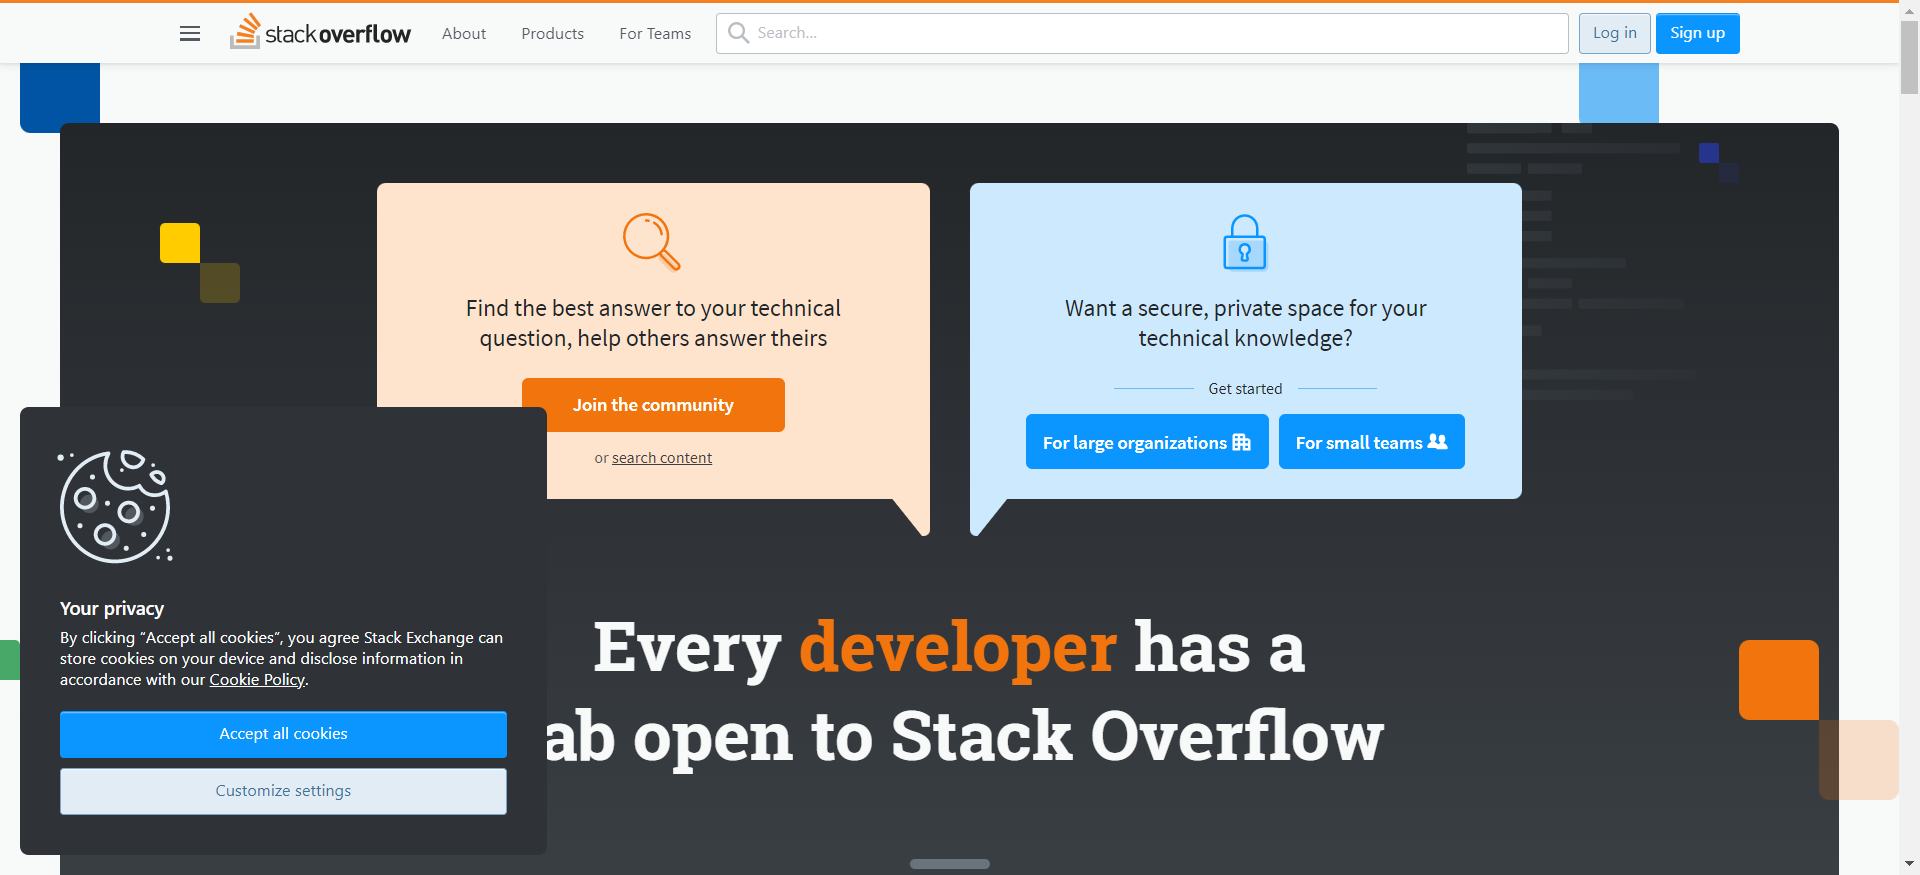 stack overflow
About
Products
For Teams
Search...
Log in
Sign up
Find the best answer to your technical
question, help others answer theirs
Join the community
or search content
Want a secure, private space for your
technical knowledge?
Get started
For large organizations
For small teams
Every developer has a
ab open to Stack Overflow
Your privacy
By clicking “Accept all cookies”, you agree Stack Exchange can
store cookies on your device and disclose information in
accordance with our Cookie Policy.
Accept all cookies
Customize settings